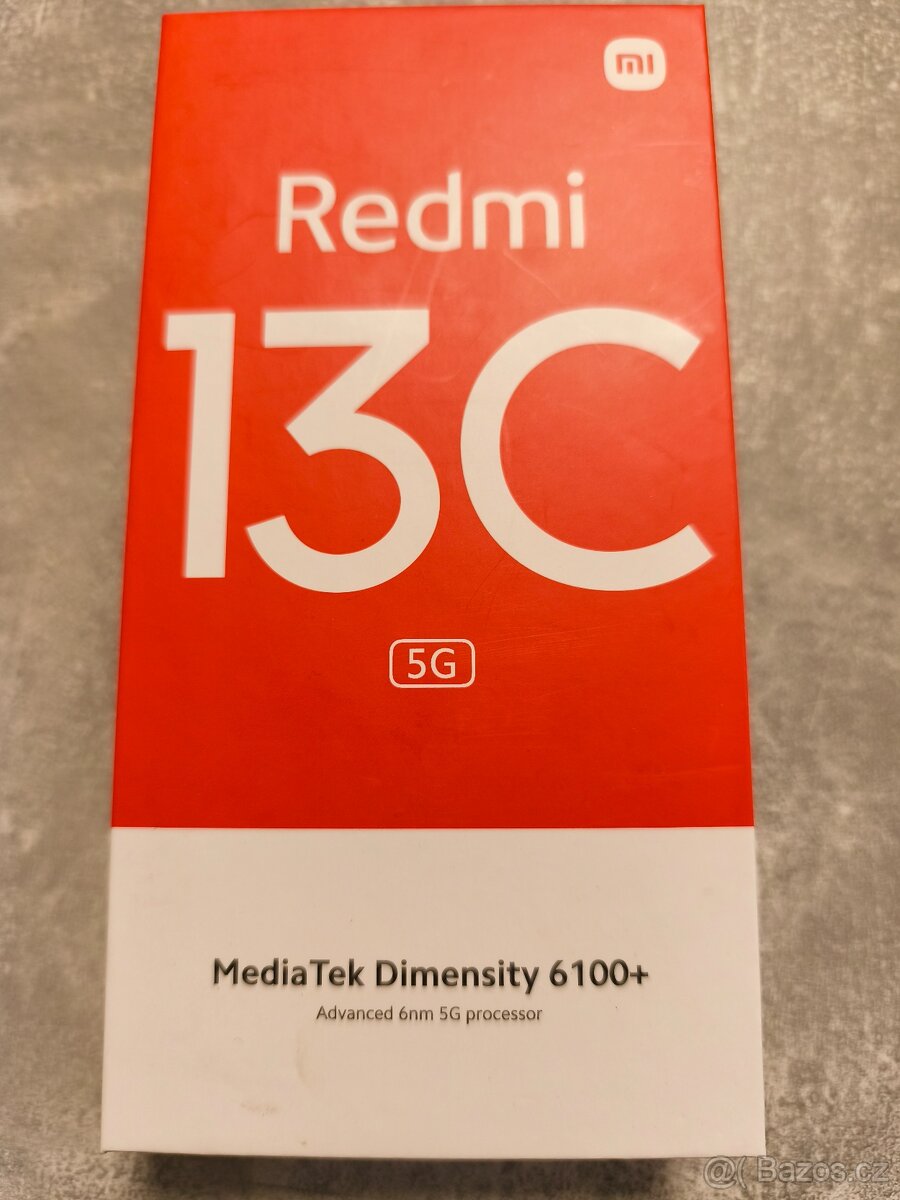 mi
Redmi
13C
5G
MediaTek Dimensity 6100+
Advanced 6nm 5G processor
@( Bazos.cz